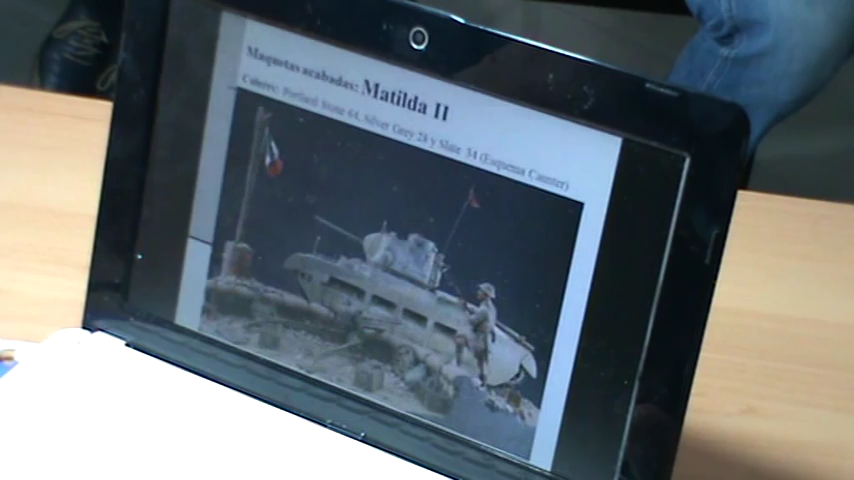 Maquetas acabadas: Matilda II
Colores: Portland Stone 64, Silver Grey 28 y Slate 34 (Esquema Caunter)